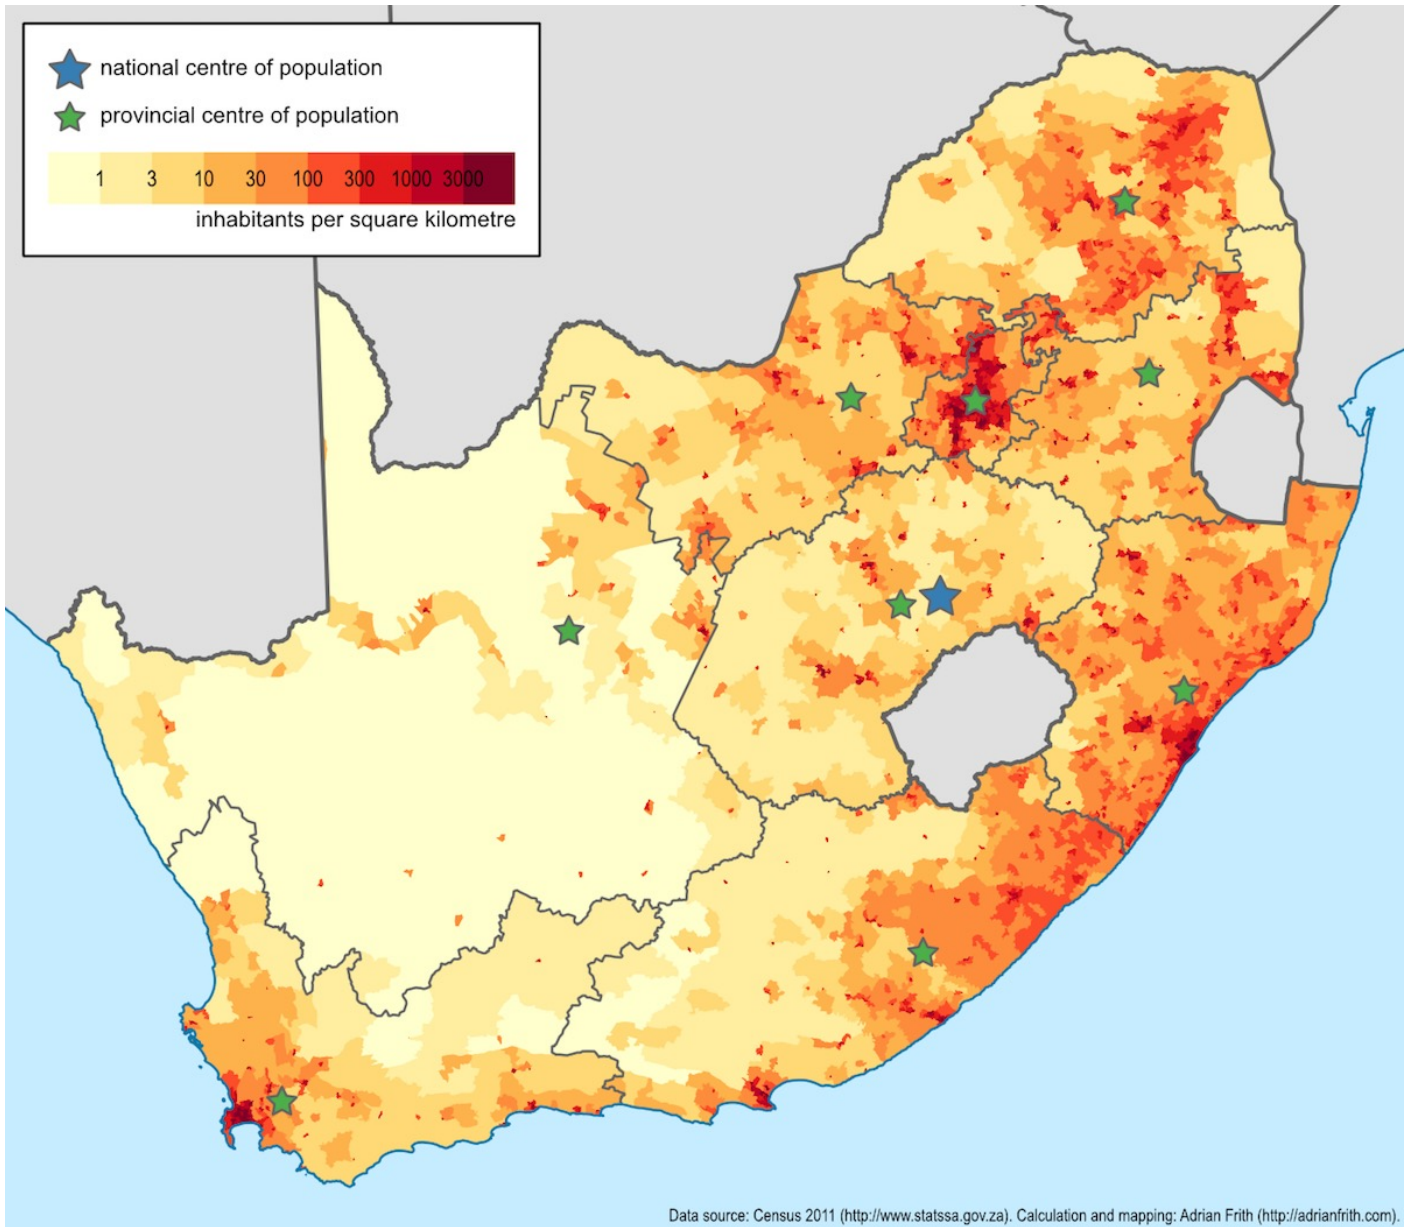 national centre of population
provincial centre of population
1 3 10 30 100 300 1000 3000
inhabitants per square kilometre
Data source: Census 2011 (http://www.statssa.gov.za). Calculation and mapping: Adrian Frith (http://adrianfrith.com).